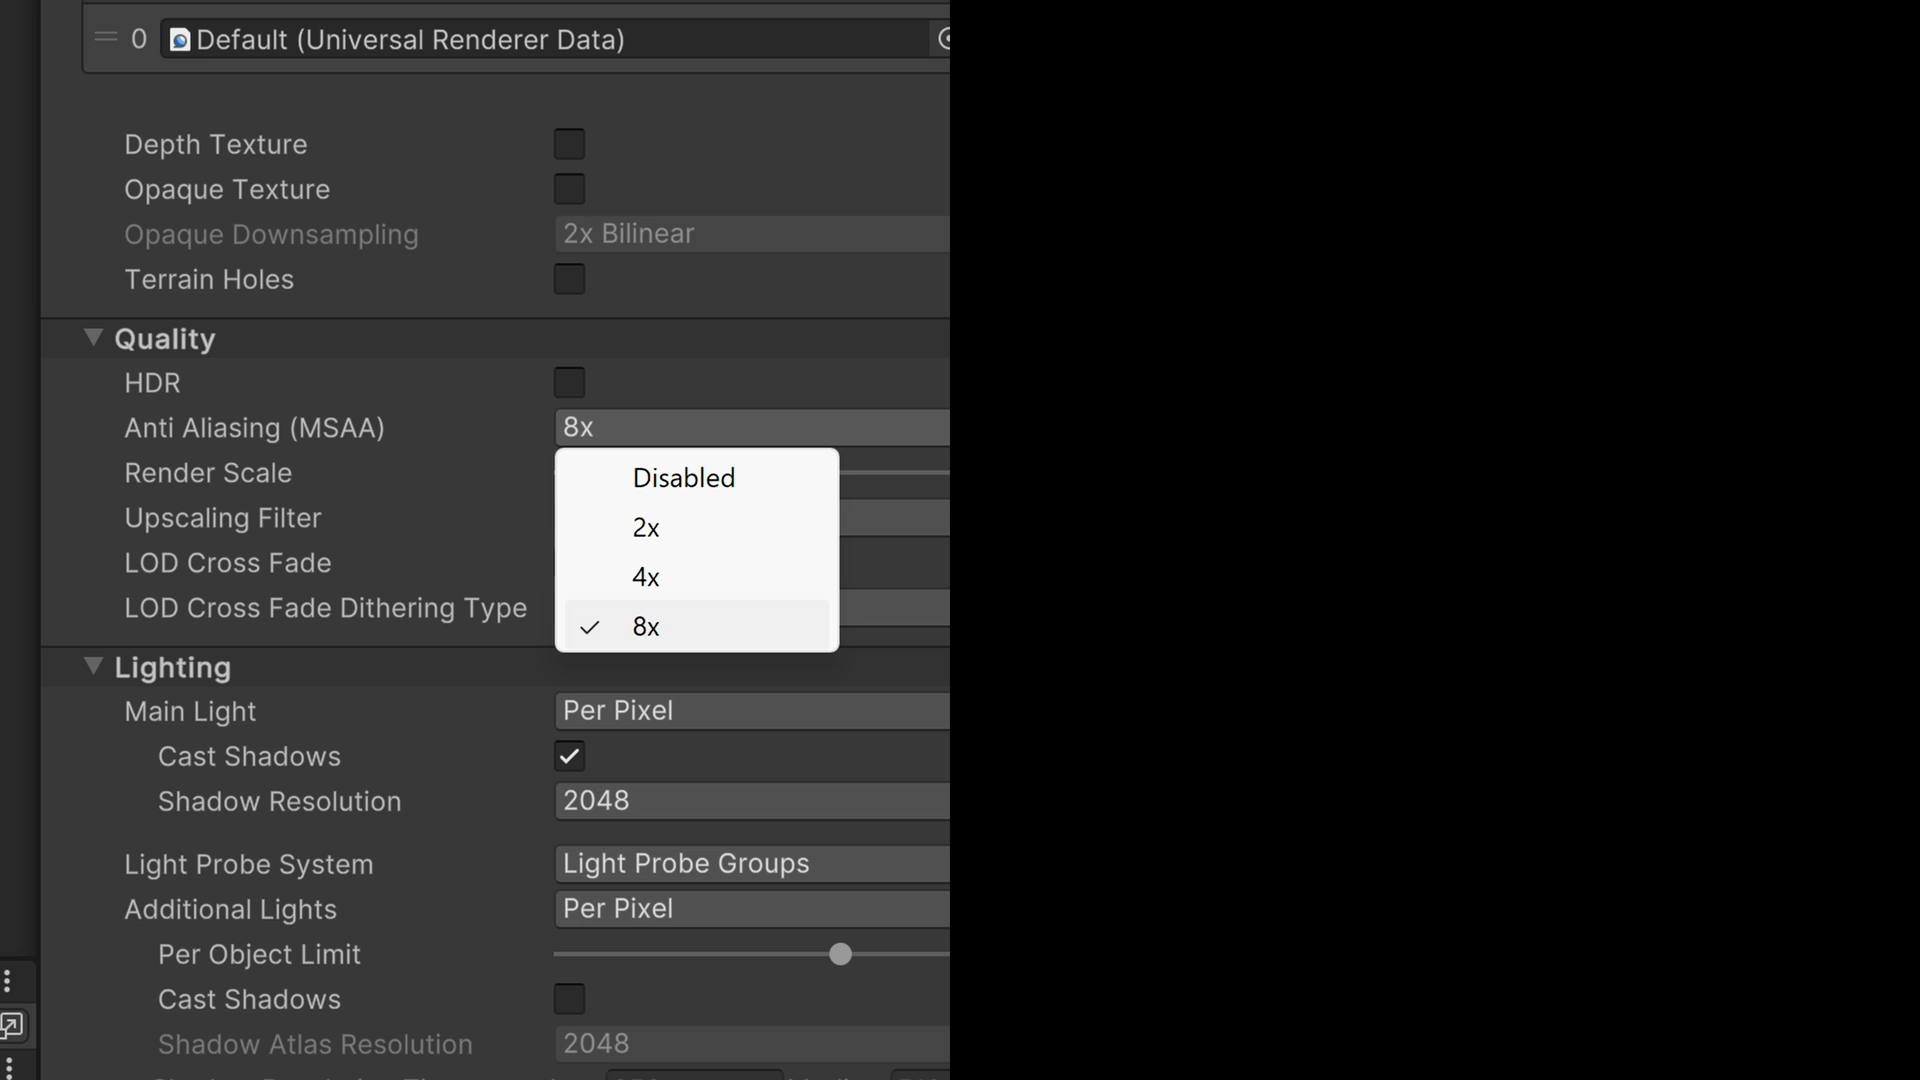 0 Default (Universal Renderer Data)
Depth Texture
Opaque Texture
Opaque Downsampling 2x Bilinear
Terrain Holes
Quality
HDR
Anti Aliasing (MSAA) 8x
Render Scale
Disabled
Upscaling Filter
2x
LOD Cross Fade
4x
LOD Cross Fade Dithering Type
8x
Lighting
Main Light Per Pixel
Cast Shadows
Shadow Resolution 2048
Light Probe System Light Probe Groups
Additional Lights Per Pixel
Per Object Limit
Cast Shadows
Shadow Atlas Resolution 2048